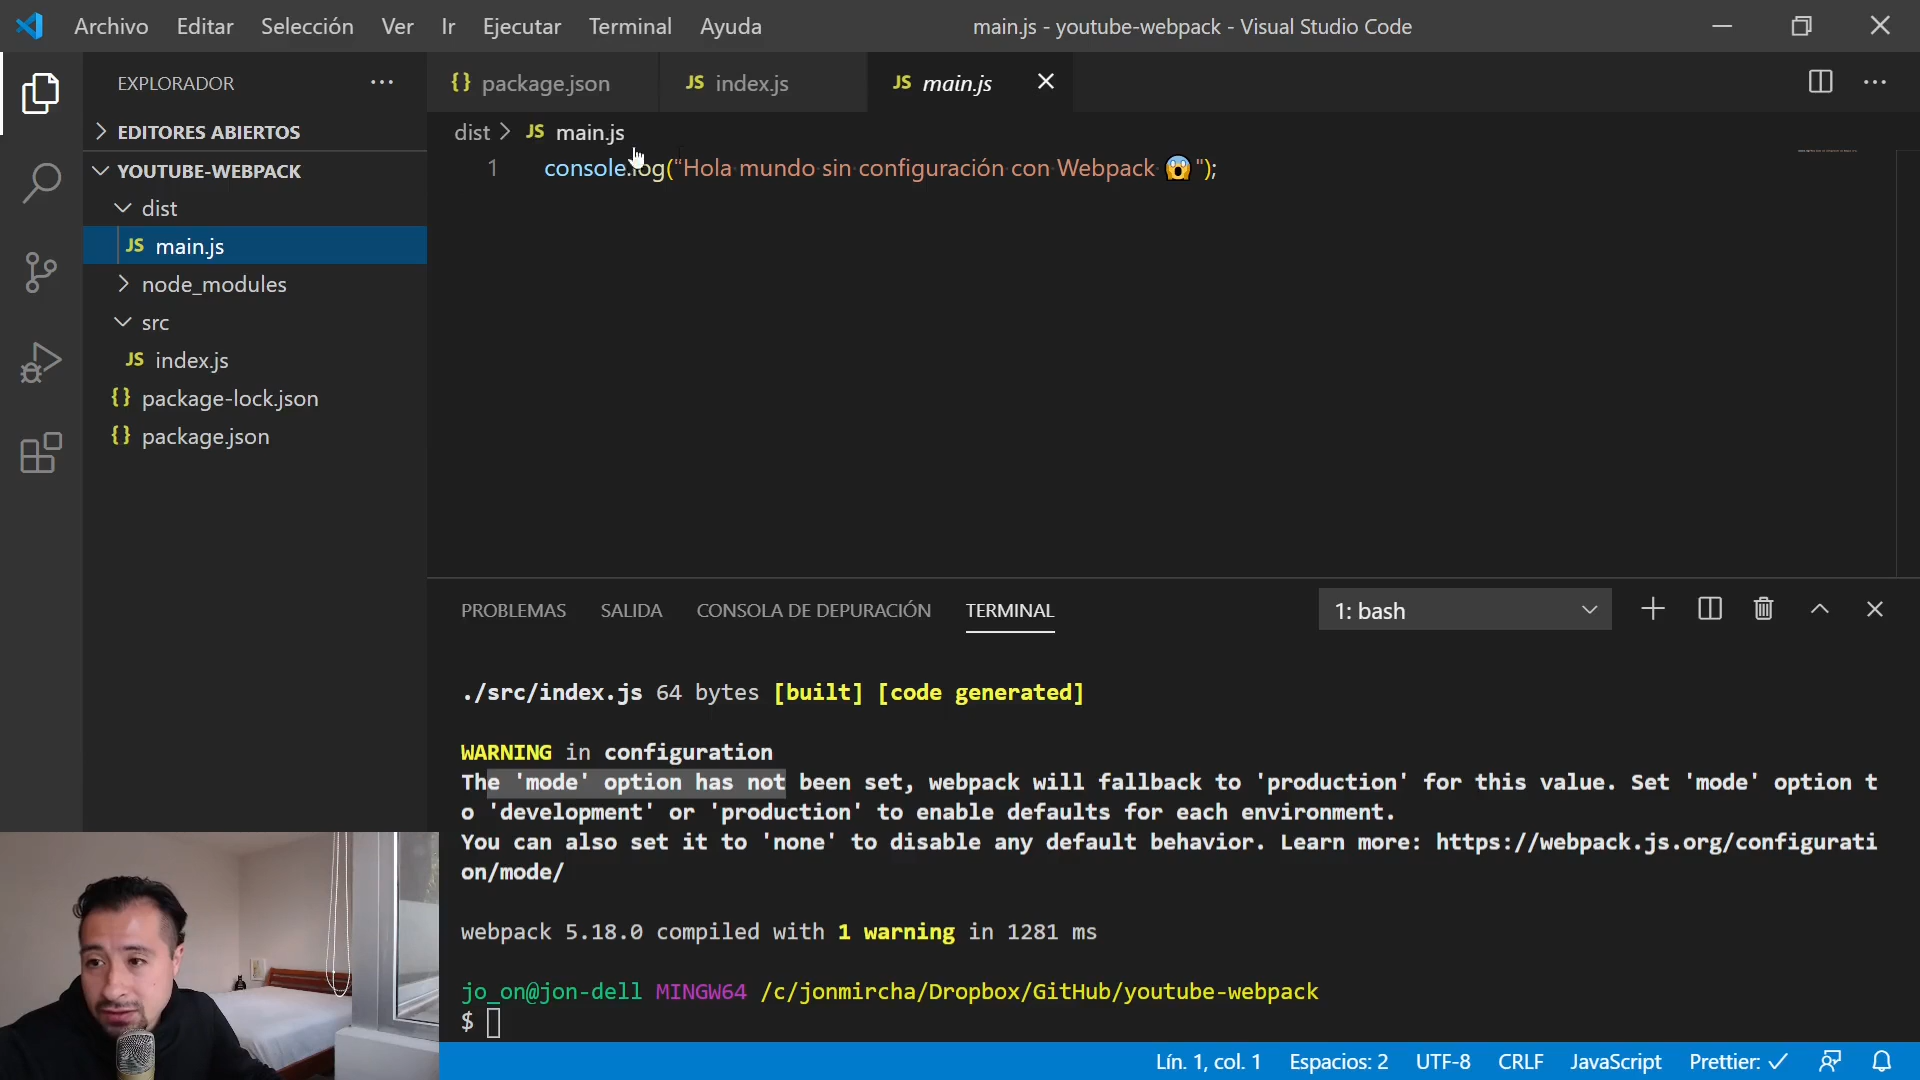 Archivo Editar Selección Ver Ir Ejecutar Terminal Ayuda
main.js - youtube-webpack - Visual Studio Code
EXPLORADOR
EDITORES ABIERTOS
YOUTUBE-WEBPACK
dist
JS main.js
node_modules
src
JS index.js
{} package-lock.json
{} package.json
{} package.json
JS index.js
JS main.js
dist > JS main.js
1 console.log("Hola mundo sin configuración con Webpack 😱");
PROBLEMAS SALIDA CONSOLA DE DEPURACIÓN TERMINAL
1: bash
./src/index.js 64 bytes [built] [code generated]
WARNING in configuration
The 'mode' option has not been set, webpack will fallback to 'production' for this value. Set 'mode' option t
o 'development' or 'production' to enable defaults for each environment.
You can also set it to 'none' to disable any default behavior. Learn more: https://webpack.js.org/configurati
on/mode/
webpack 5.18.0 compiled with 1 warning in 1281 ms
jo_on@jon-dell MINGW64 /c/jonmircha/Dropbox/GitHub/youtube-webpack
$
Lín. 1, col. 1 Espacios: 2 UTF-8 CRLF JavaScript Prettier: ✓